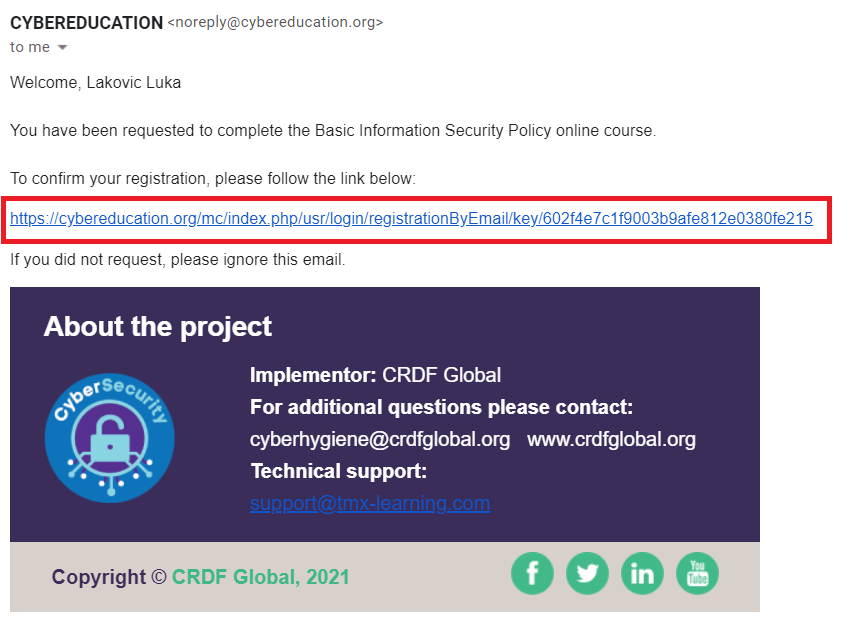 CYBEREDUCATION <noreply@cybereducation.org>
to me
Welcome, Lakovic Luka
You have been requested to complete the Basic Information Security Policy online course.
To confirm your registration, please follow the link below:
https://cybereducation.org/mc/index.php/usr/login/registrationByEmail/key/602f4e7c1f9003b9afe812e0380fe215
If you did not request, please ignore this email.
About the project
CyberSecurity
Implementor: CRDF Global
For additional questions please contact:
cyberhygiene@crdfglobal.org www.crdfglobal.org
Technical support:
support@tmx-learning.com
Copyright © CRDF Global, 2021
f in You Tube